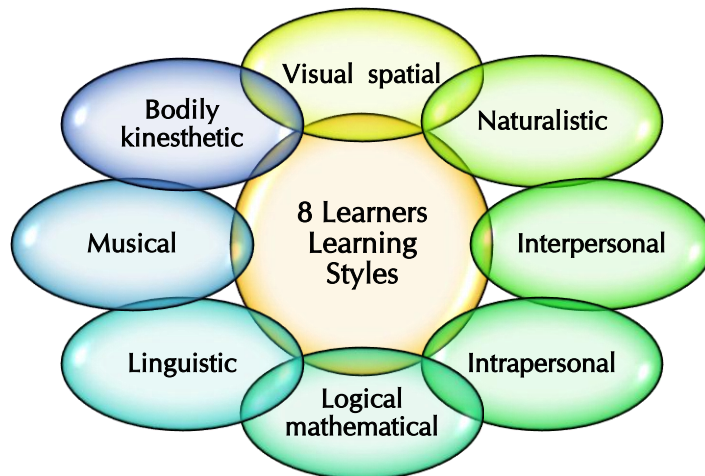 Visual spatial
Naturalistic
Interpersonal
Intrapersonal
Logical
mathematical
Linguistic
Musical
Bodily
kinesthetic
8 Learners
Learning
Styles